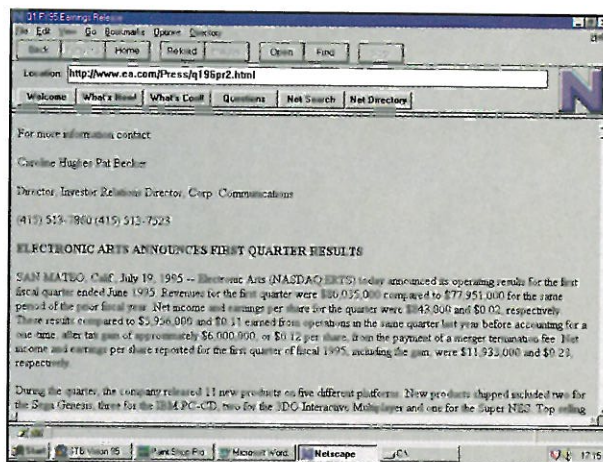 Q1 FY95 Earnings Release
File Edit View Go Bookmarks Options Directory
Back Home Reload Open Find
Location: http://www.ea.com/Press/q196pr2.html
Welcome What's New! What's Cool! Questions Net Search Net Directory
For more information contact
Caroline Hughes Pat Becker
Director, Investor Relations Director, Corp. Communications
(415) 513-7523
ELECTRONIC ARTS ANNOUNCES FIRST QUARTER RESULTS
SAN MATEO, Calif., July 19, 1995 -- Electronic Arts (NASDAQ:ERTS) today announced its operating results for the first
fiscal quarter ended June 1995. Revenues for the first quarter were $86,035,000 compared to $77,951,000 for the same
period of the prior fiscal year. Net income and earnings per share for the quarter were and $0.02, respectively.
These results compared to $5,956,000 and $0.11 earned from operations in the same quarter last year before accounting for a
one-time, after tax gain of approximately $6,000,000, or $0.12 per share, from the payment of a merger termination fee. Net
income and earnings per share reported for the first quarter of fiscal 1995, including the gain, were $11,933,000 and $0.23,
respectively.
During the quarter, the company released 11 new products on five different platforms. New products shipped included two for
the Sega Genesis, three for the IBM PC-CD, two for the 3DO Interactive Multiplayer and one for the Super NES. Top selling
Start STB Vision 95 Paint Shop Pro Microsoft Word Netscape C:\ 17:15